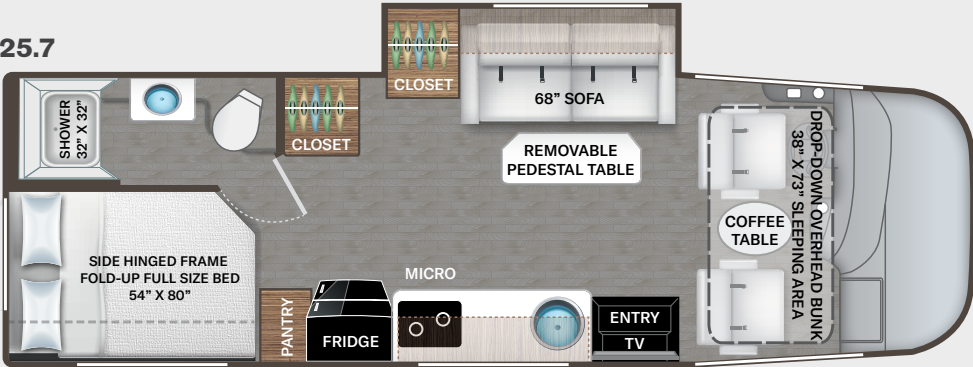 25.7
SHOWER
32” X 32”
CLOSET
CLOSET
68” SOFA
REMOVABLE
PEDESTAL TABLE
DROP-DOWN OVERHEAD BUNK
38” X 73” SLEEPING AREA
COFFEE
TABLE
SIDE HINGED FRAME
FOLD-UP FULL SIZE BED
54” X 80”
PANTRY
FRIDGE
MICRO
ENTRY
TV